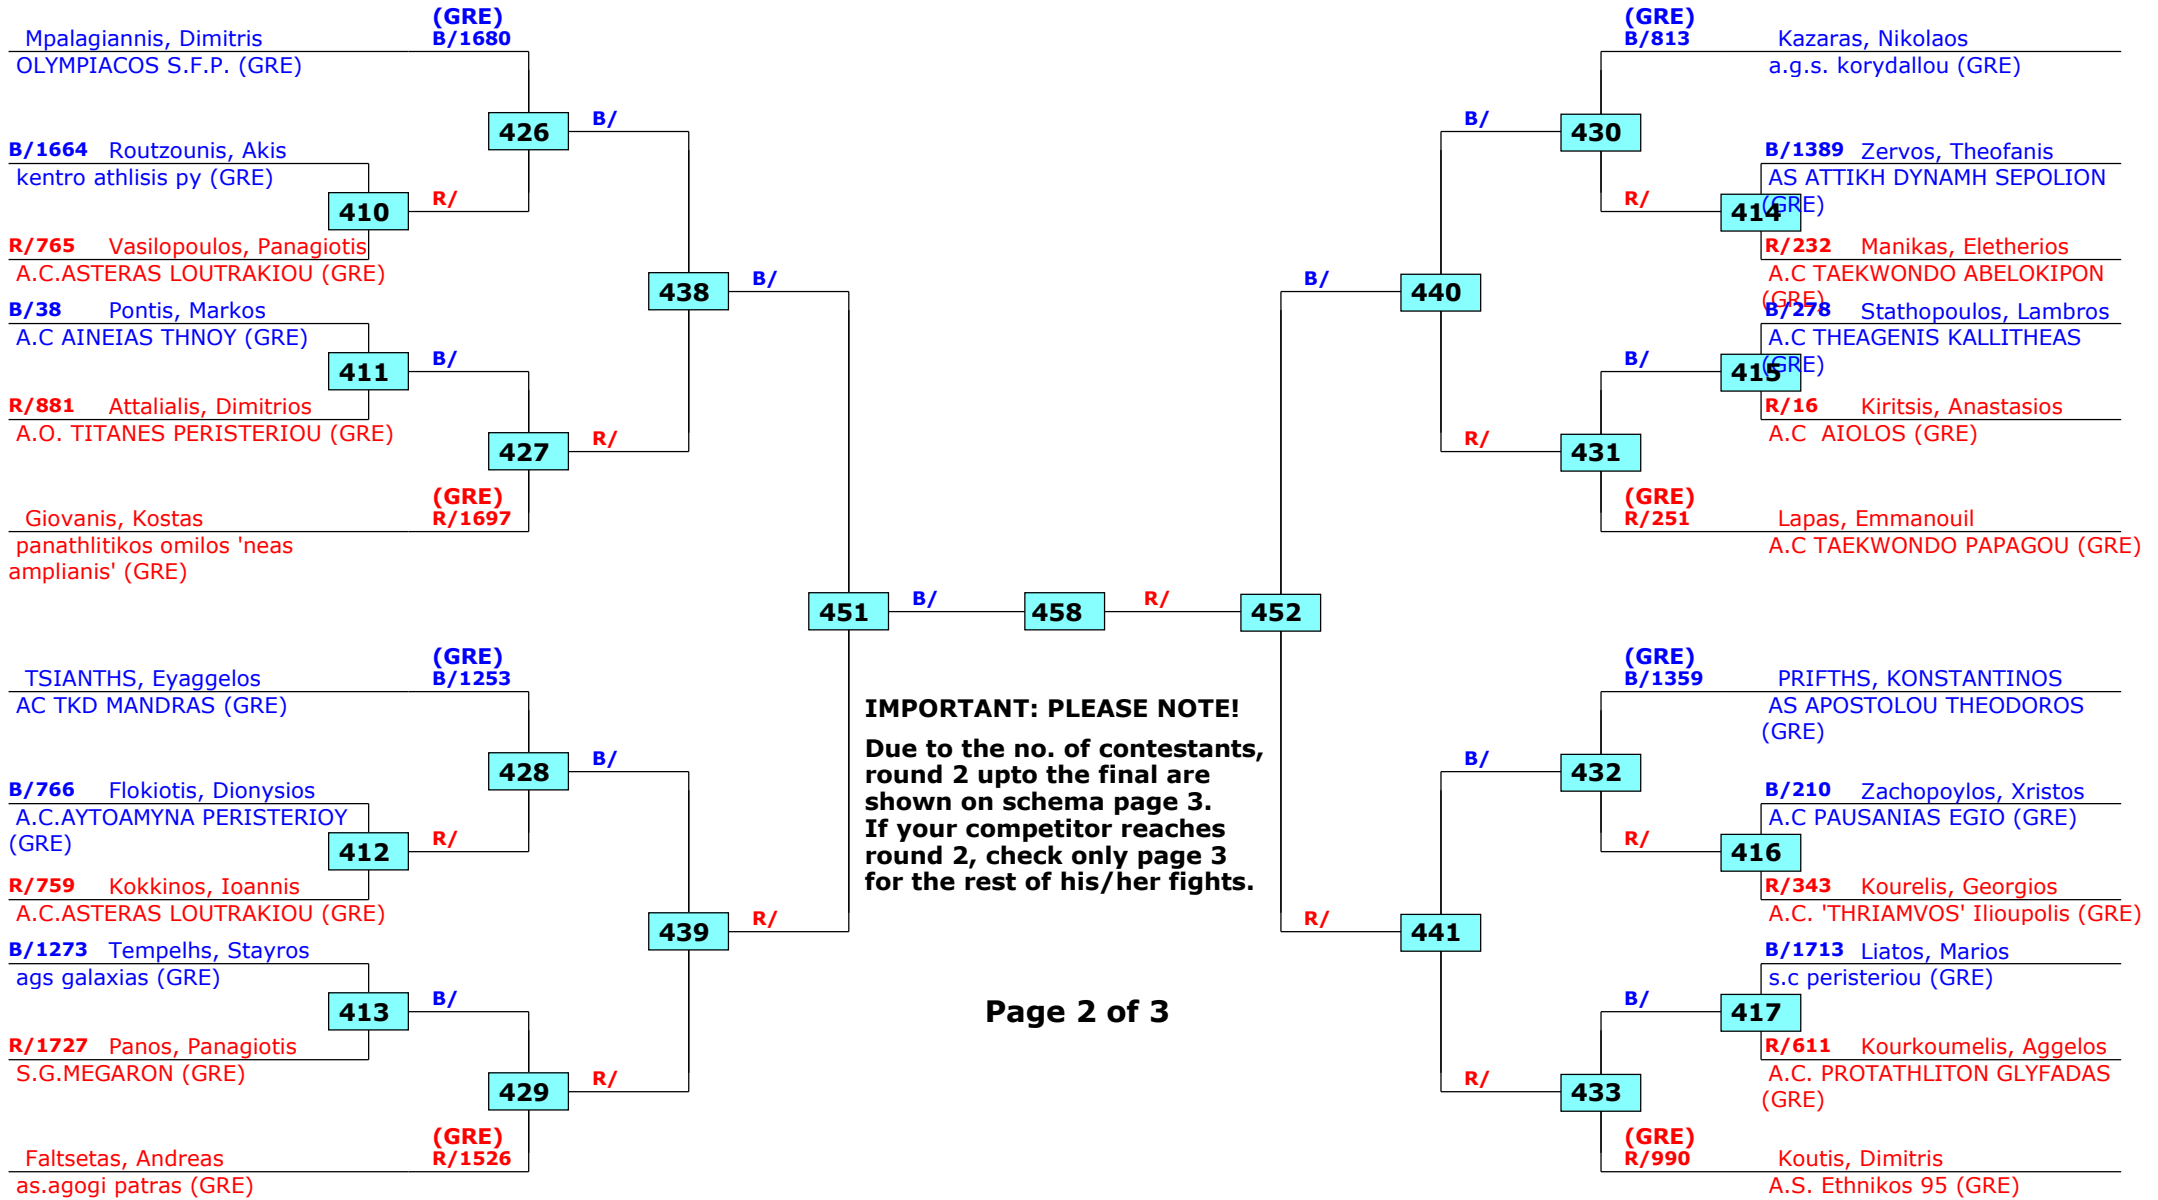 (GRE)
Mpalagiannis, Dimitris B/1680
OLYMPIACOS S.F.P. (GRE)
426 B/
B/1664 Routzounis, Akis
kentro athlisis py (GRE)
410 R/
R/765 Vasilopoulos, Panagiotis
A.C.ASTERAS LOUTRAKIOU (GRE)
438 B/
B/38 Pontis, Markos
A.C AINEIAS THNOY (GRE)
411 B/
R/881 Attalialis, Dimitrios
A.O. TITANES PERISTERIOU (GRE)
427 R/
(GRE)
Giovanis, Kostas R/1697
panathlitikos omilos 'neas
amplianis' (GRE)
451 B/ 458 R/ 452
(GRE)
TSIANTHS, Eyaggelos B/1253
AC TKD MANDRAS (GRE)
428 B/
B/766 Flokiotis, Dionysios
A.C.AYTOAMYNA PERISTERIOY
(GRE)
412 R/
R/759 Kokkinos, Ioannis
A.C.ASTERAS LOUTRAKIOU (GRE)
439 R/
B/1273 Tempelhs, Stayros
ags galaxias (GRE)
413 B/
R/1727 Panos, Panagiotis
S.G.MEGARON (GRE)
429 R/
(GRE)
Faltsetas, Andreas R/1526
as.agogi patras (GRE)
IMPORTANT: PLEASE NOTE!
Due to the no. of contestants,
round 2 upto the final are
shown on schema page 3.
If your competitor reaches
round 2, check only page 3
for the rest of his/her fights.
Page 2 of 3
(GRE)
B/813 Kazaras, Nikolaos
a.g.s. korydallou (GRE)
B/ 430
B/1389 Zervos, Theofanis
AS ATTIKH DYNAMH SEPOLION
(GRE)
R/ 414
R/232 Manikas, Eletherios
A.C TAEKWONDO ABELOKIPON
(GRE)
B/ 440
B/278 Stathopoulos, Lambros
A.C THEAGENIS KALLITHEAS
(GRE)
B/ 415
R/16 Kiritsis, Anastasios
A.C  AIOLOS (GRE)
R/ 431
(GRE)
R/251 Lapas, Emmanouil
A.C TAEKWONDO PAPAGOU (GRE)
(GRE)
B/1359 PRIFTHS, KONSTANTINOS
AS APOSTOLOU THEODOROS
(GRE)
B/ 432
B/210 Zachopoylos, Xristos
A.C PAUSANIAS EGIO (GRE)
R/ 416
R/343 Kourelis, Georgios
A.C. 'THRIAMVOS' Ilioupolis (GRE)
R/ 441
B/1713 Liatos, Marios
s.c peristeriou (GRE)
B/ 417
R/611 Kourkoumelis, Aggelos
A.C. PROTATHLITON GLYFADAS
(GRE)
R/ 433
(GRE)
R/990 Koutis, Dimitris
A.S. Ethnikos 95 (GRE)